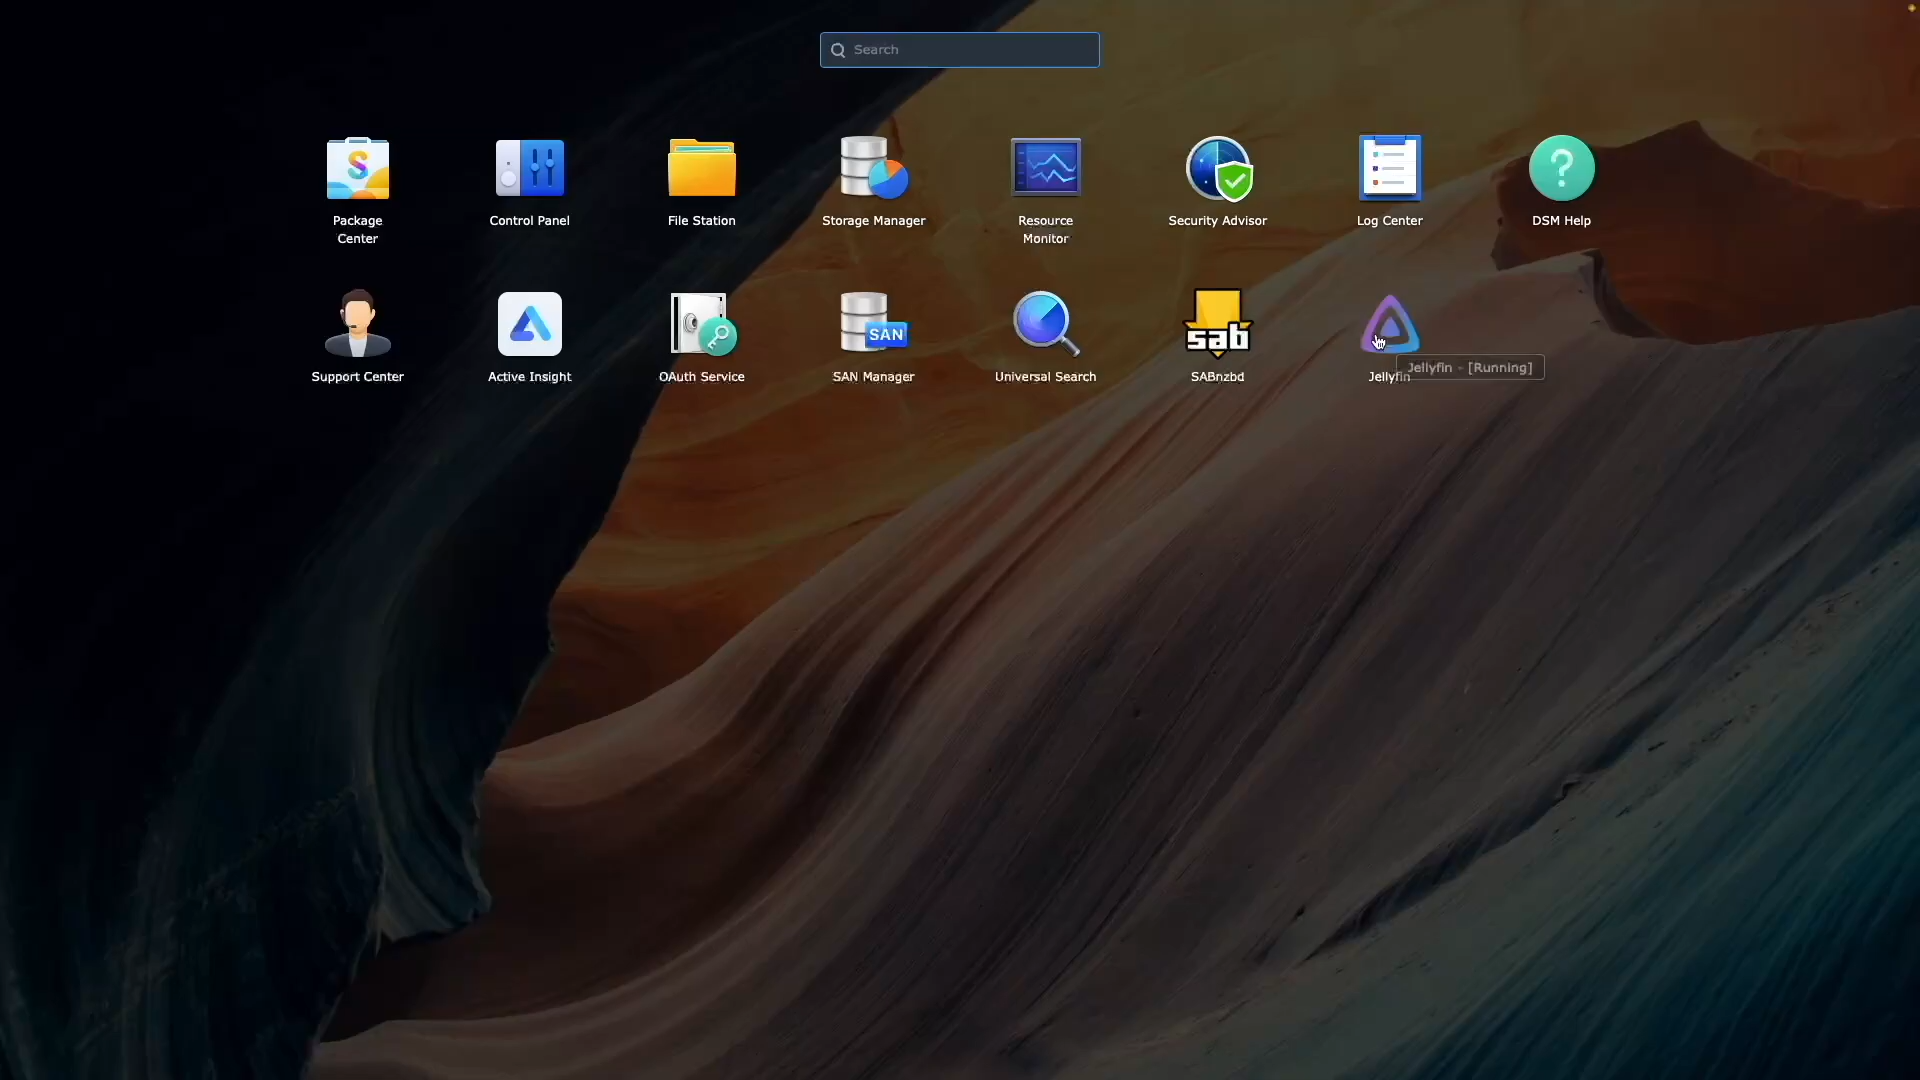 Search
Package
Center
Control Panel
File Station
Storage Manager
Resource
Monitor
Security Advisor
Log Center
DSM Help
Support Center
Active Insight
OAuth Service
SAN
SAN Manager
Universal Search
sab
SABnzbd
Jellyfin
Jellyfin - [Running]